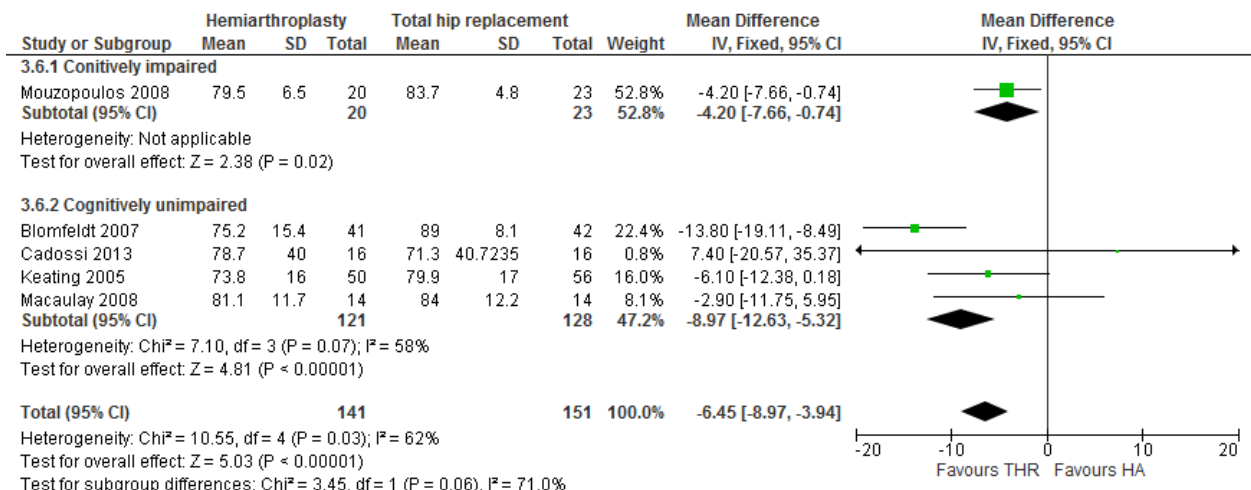 Hemiarthroplasty Total hip replacement Mean Difference Mean Difference
Study or Subgroup Mean SD Total Mean SD Total Weight IV, Fixed, 95% CI IV, Fixed, 95% CI
3.6.1 Conitively impaired
Mouzopoulos 2008 79.5 6.5 20 83.7 4.8 23 52.8% -4.20 [-7.66, -0.74]
Subtotal (95% CI) 20 23 52.8% -4.20 [-7.66, -0.74]
Heterogeneity: Not applicable
Test for overall effect: Z = 2.38 (P = 0.02)
3.6.2 Cognitively unimpaired
Blomfeldt 2007 75.2 15.4 41 89 8.1 42 22.4% -13.80 [-19.11, -8.49]
Cadossi 2013 78.7 40 16 71.3 40.7235 16 0.8% 7.40 [-20.57, 35.37]
Keating 2005 73.8 16 50 79.9 17 56 16.0% -6.10 [-12.38, 0.18]
Macaulay 2008 81.1 11.7 14 84 12.2 14 8.1% -2.90 [-11.75, 5.95]
Subtotal (95% CI) 121 128 47.2% -8.97 [-12.63, -5.32]
Heterogeneity: Chi² = 7.10, df = 3 (P = 0.07); I² = 58%
Test for overall effect: Z = 4.81 (P < 0.00001)
Total (95% CI) 141 151 100.0% -6.45 [-8.97, -3.94]
Heterogeneity: Chi² = 10.55, df = 4 (P = 0.03); I² = 62%
Test for overall effect: Z = 5.03 (P < 0.00001)
Test for subgroup differences: Chi² = 3.45, df = 1 (P = 0.06), I² = 71.0%
-20 -10 0 10 20
Favours THR Favours HA